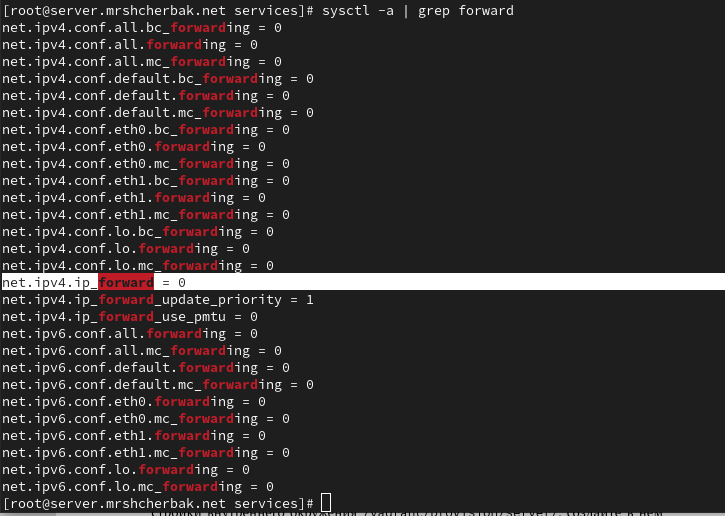 [root@server.mrshcherbak.net services]# sysctl -a | grep forward
net.ipv4.conf.all.bc_forwarding = 0
net.ipv4.conf.all.forwarding = 0
net.ipv4.conf.all.mc_forwarding = 0
net.ipv4.conf.default.bc_forwarding = 0
net.ipv4.conf.default.forwarding = 0
net.ipv4.conf.default.mc_forwarding = 0
net.ipv4.conf.eth0.bc_forwarding = 0
net.ipv4.conf.eth0.forwarding = 0
net.ipv4.conf.eth0.mc_forwarding = 0
net.ipv4.conf.eth1.bc_forwarding = 0
net.ipv4.conf.eth1.forwarding = 0
net.ipv4.conf.eth1.mc_forwarding = 0
net.ipv4.conf.lo.bc_forwarding = 0
net.ipv4.conf.lo.forwarding = 0
net.ipv4.conf.lo.mc_forwarding = 0
net.ipv4.ip_forward = 0
net.ipv4.ip_forward_update_priority = 1
net.ipv4.ip_forward_use_pmtu = 0
net.ipv6.conf.all.forwarding = 0
net.ipv6.conf.all.mc_forwarding = 0
net.ipv6.conf.default.forwarding = 0
net.ipv6.conf.default.mc_forwarding = 0
net.ipv6.conf.eth0.forwarding = 0
net.ipv6.conf.eth0.mc_forwarding = 0
net.ipv6.conf.eth1.forwarding = 0
net.ipv6.conf.eth1.mc_forwarding = 0
net.ipv6.conf.lo.forwarding = 0
net.ipv6.conf.lo.mc_forwarding = 0
[root@server.mrshcherbak.net services]#